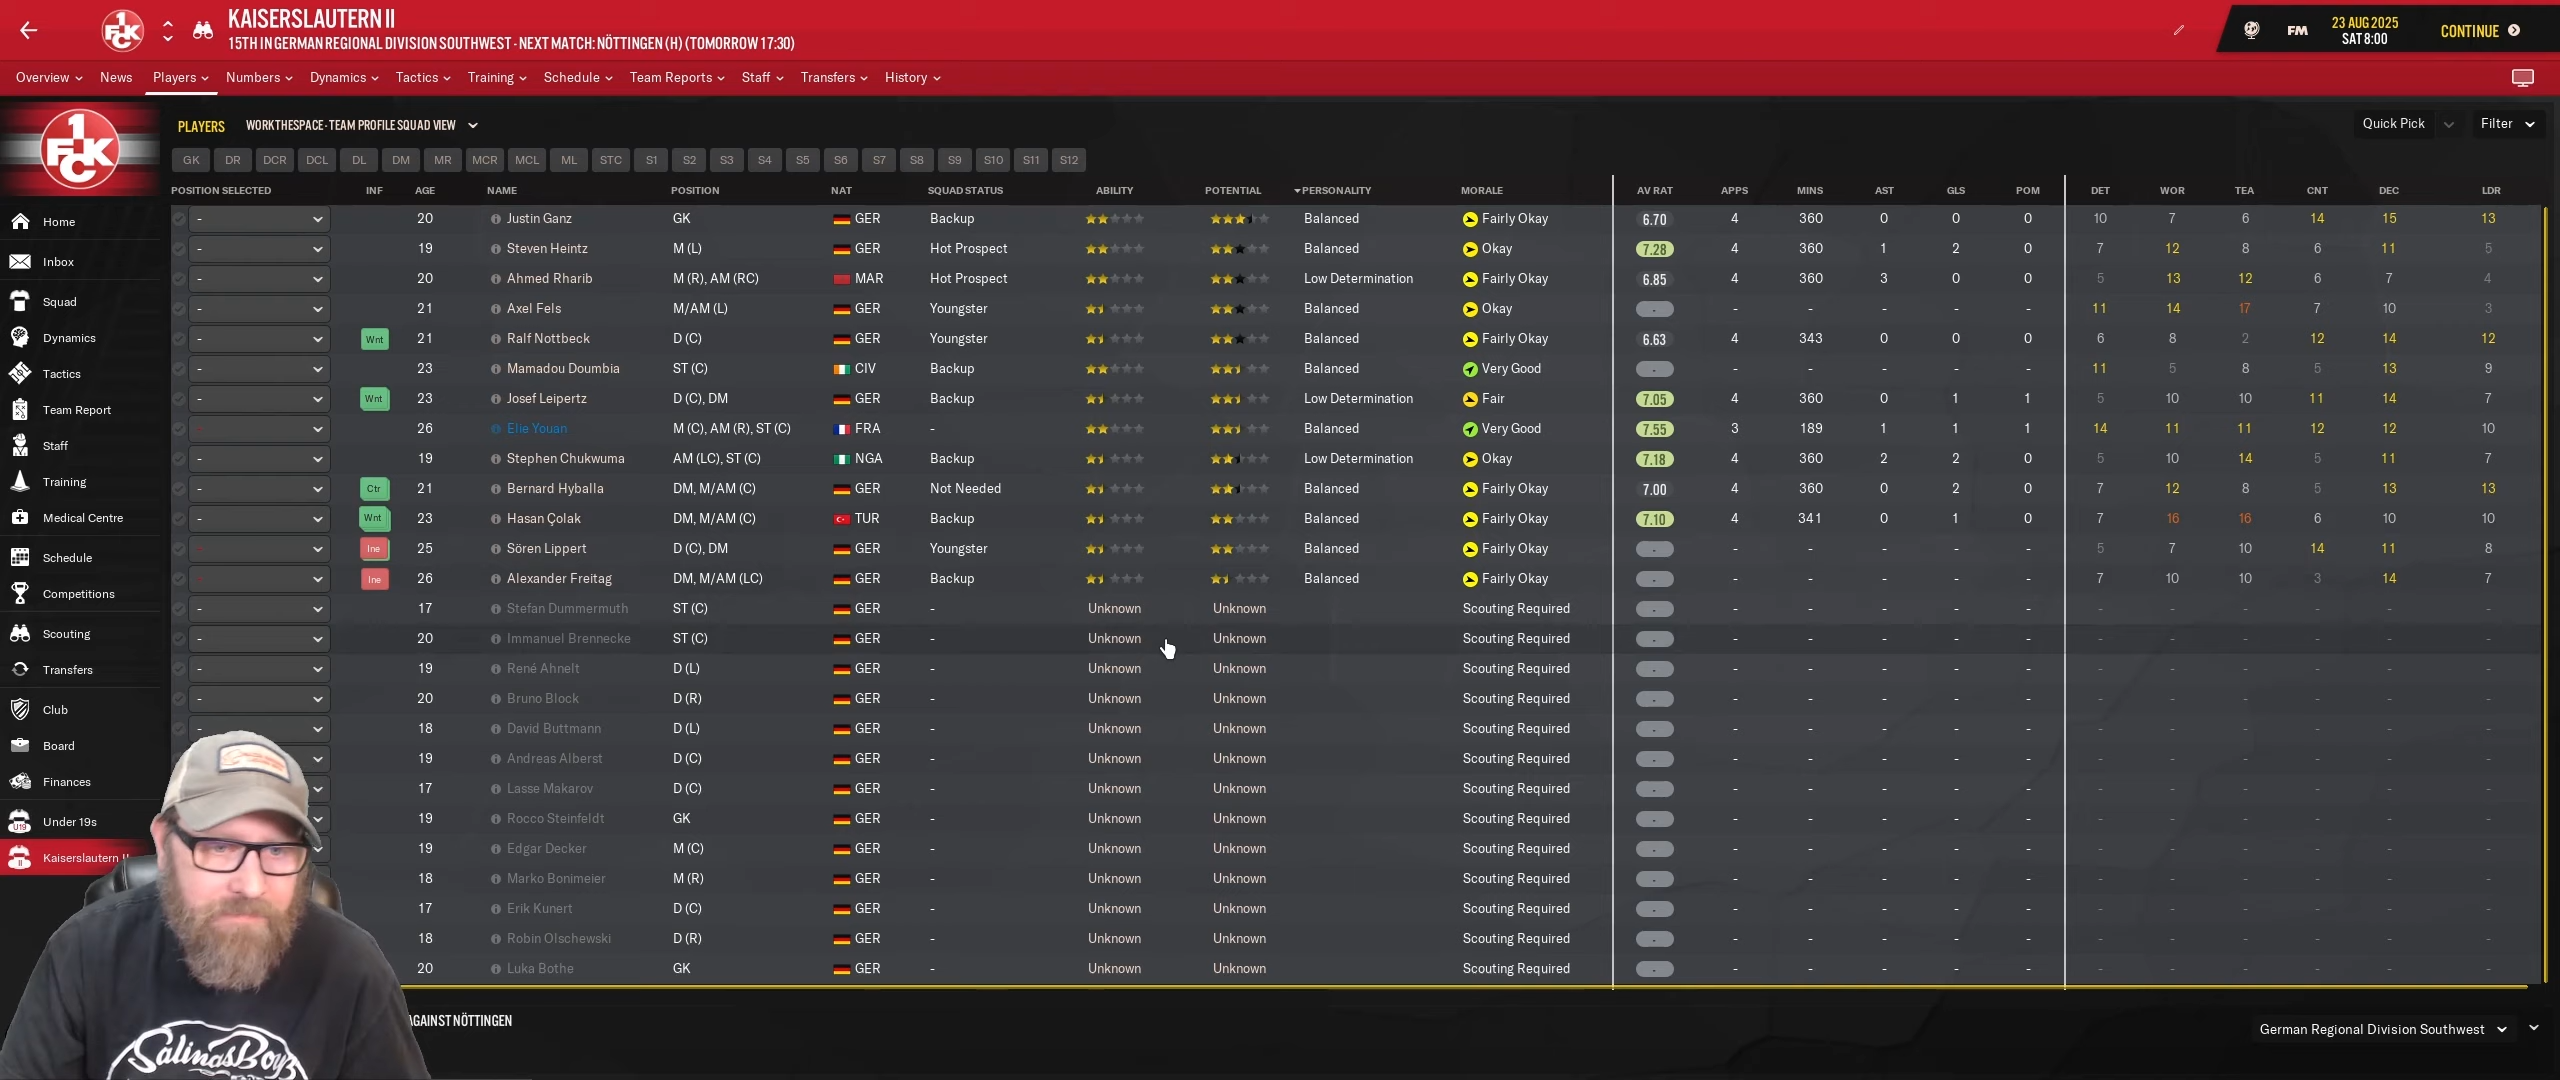 KAISERSLAUTERN II
15TH IN GERMAN REGIONAL DIVISION SOUTHWEST - NEXT MATCH: NÖTTINGEN (H) (TOMORROW 17:30)
FM
23 AUG 2025
SAT 8:00
CONTINUE
Overview News Players Numbers Dynamics Tactics Training Schedule Team Reports Staff Transfers History
1 FCK
PLAYERS WORKTHESPACE - TEAM PROFILE SQUAD VIEW Quick Pick Filter
GK DR DCR DCL DL DM MR MCR MCL ML STC S1 S2 S3 S4 S5 S6 S7 S8 S9 S10 S11 S12
POSITION SELECTED INF AGE NAME POSITION NAT SQUAD STATUS ABILITY POTENTIAL PERSONALITY MORALE AV RAT APPS MINS AST GLS POM DET WOR TEA CNT DEC LDR
- 20 Justin Ganz GK GER Backup Balanced Fairly Okay 6.70 4 360 0 0 0 10 7 6 14 15 13
- 19 Steven Heintz M (L) GER Hot Prospect Balanced Okay 7.28 4 360 1 2 0 7 12 8 6 11 5
- 20 Ahmed Rharib M (R), AM (RC) MAR Hot Prospect Low Determination Fairly Okay 6.85 4 360 3 0 0 5 13 12 6 7 4
- 21 Axel Fels M/AM (L) GER Youngster Balanced Okay - - - - - - 11 14 17 7 10 3
- Wnt 21 Ralf Nottbeck D (C) GER Youngster Balanced Fairly Okay 6.63 4 343 0 0 0 6 8 2 12 14 12
- 23 Mamadou Doumbia ST (C) CIV Backup Balanced Very Good - - - - - - 11 5 8 5 13 9
- Wnt 23 Josef Leipertz D (C), DM GER Backup Low Determination Fair 7.05 4 360 0 1 1 5 10 10 11 14 7
- 26 Elie Youan M (C), AM (R), ST (C) FRA - Balanced Very Good 7.55 3 189 1 1 1 14 11 11 12 12 10
- 19 Stephen Chukwuma AM (LC), ST (C) NGA Backup Low Determination Okay 7.18 4 360 2 2 0 5 10 14 5 11 7
- Ctr 21 Bernard Hyballa DM, M/AM (C) GER Not Needed Balanced Fairly Okay 7.00 4 360 0 2 0 7 12 8 5 13 13
- Wnt 23 Hasan Çolak DM, M/AM (C) TUR Backup Balanced Fairly Okay 7.10 4 341 0 1 0 7 16 16 6 10 10
- Ine 25 Sören Lippert D (C), DM GER Youngster Balanced Fairly Okay - - - - - - 5 7 10 14 11 8
- Ine 26 Alexander Freitag DM, M/AM (LC) GER Backup Balanced Fairly Okay - - - - - - 7 10 10 3 14 7
- 17 Stefan Dummermuth ST (C) GER - Unknown Unknown Scouting Required - - - - - - - - - - - -
- 20 Immanuel Brennecke ST (C) GER - Unknown Unknown Scouting Required - - - - - - - - - - - -
- 19 René Ahnelt D (L) GER - Unknown Unknown Scouting Required - - - - - - - - - - - -
- 20 Bruno Block D (R) GER - Unknown Unknown Scouting Required - - - - - - - - - - - -
- 18 David Buttmann D (L) GER - Unknown Unknown Scouting Required - - - - - - - - - - - -
19 Andreas Alberst D (C) GER - Unknown Unknown Scouting Required - - - - - - - - - - - -
17 Lasse Makarov D (C) GER - Unknown Unknown Scouting Required - - - - - - - - - - - -
19 Rocco Steinfeldt GK GER - Unknown Unknown Scouting Required - - - - - - - - - - - -
19 Edgar Decker M (C) GER - Unknown Unknown Scouting Required - - - - - - - - - - - -
18 Marko Bonimeier M (R) GER - Unknown Unknown Scouting Required - - - - - - - - - - - -
17 Erik Kunert D (C) GER - Unknown Unknown Scouting Required - - - - - - - - - - - -
18 Robin Olschewski D (R) GER - Unknown Unknown Scouting Required - - - - - - - - - - - -
20 Luka Bothe GK GER - Unknown Unknown Scouting Required - - - - - - - - - - - -
Home
Inbox
Squad
Dynamics
Tactics
Team Report
Staff
Training
Medical Centre
Schedule
Competitions
Scouting
Transfers
Club
Board
Finances
U19 Under 19s
II Kaiserslautern II
AGAINST NÖTTINGEN
German Regional Division Southwest
Salinas Boyz